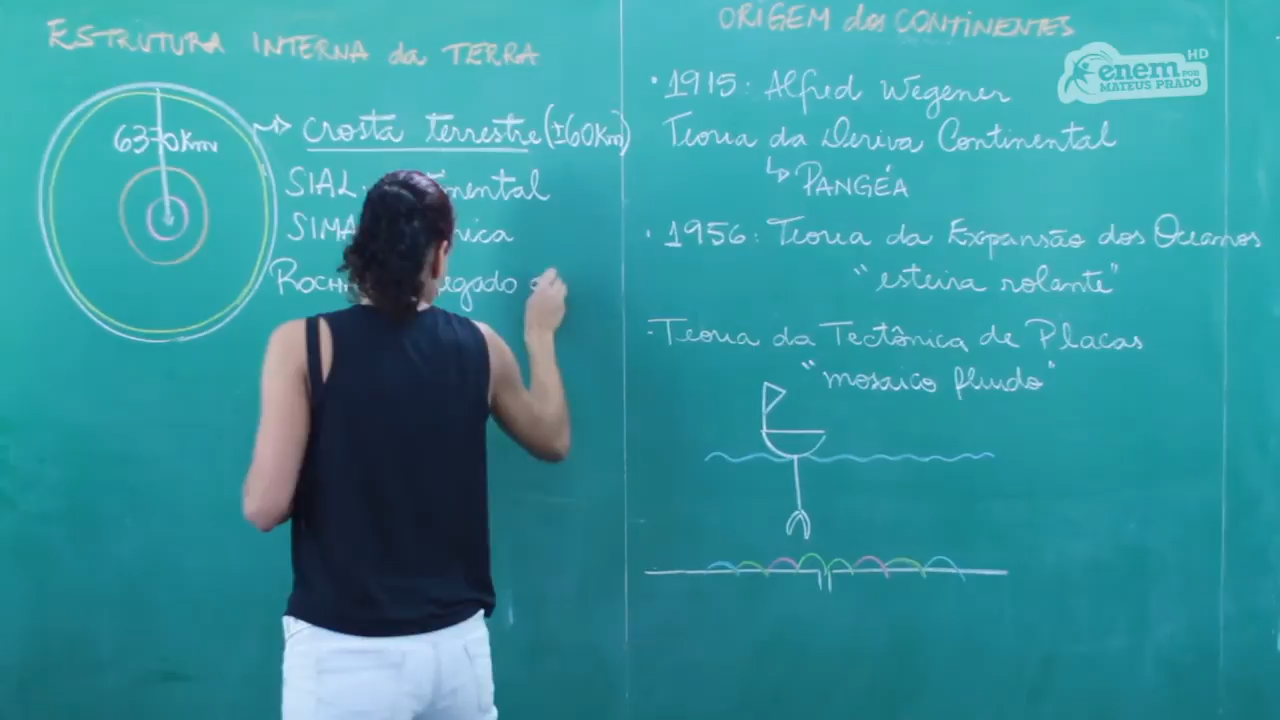 ESTRUTURA INTERNA da TERRA
6370Km
crosta terrestre (±60Km)
SIAL
SIMA
ORIGEM dos CONTINENTES
• 1915: Alfred Wegener
Teoria da Deriva Continental
↳ PANGÉA
• 1956: Teoria da Expansão dos Oceanos
"esteira rolante"
- Teoria da Tectônica de Placas
"mosaico fluido"
enem HD
POR
MATEUS PRADO